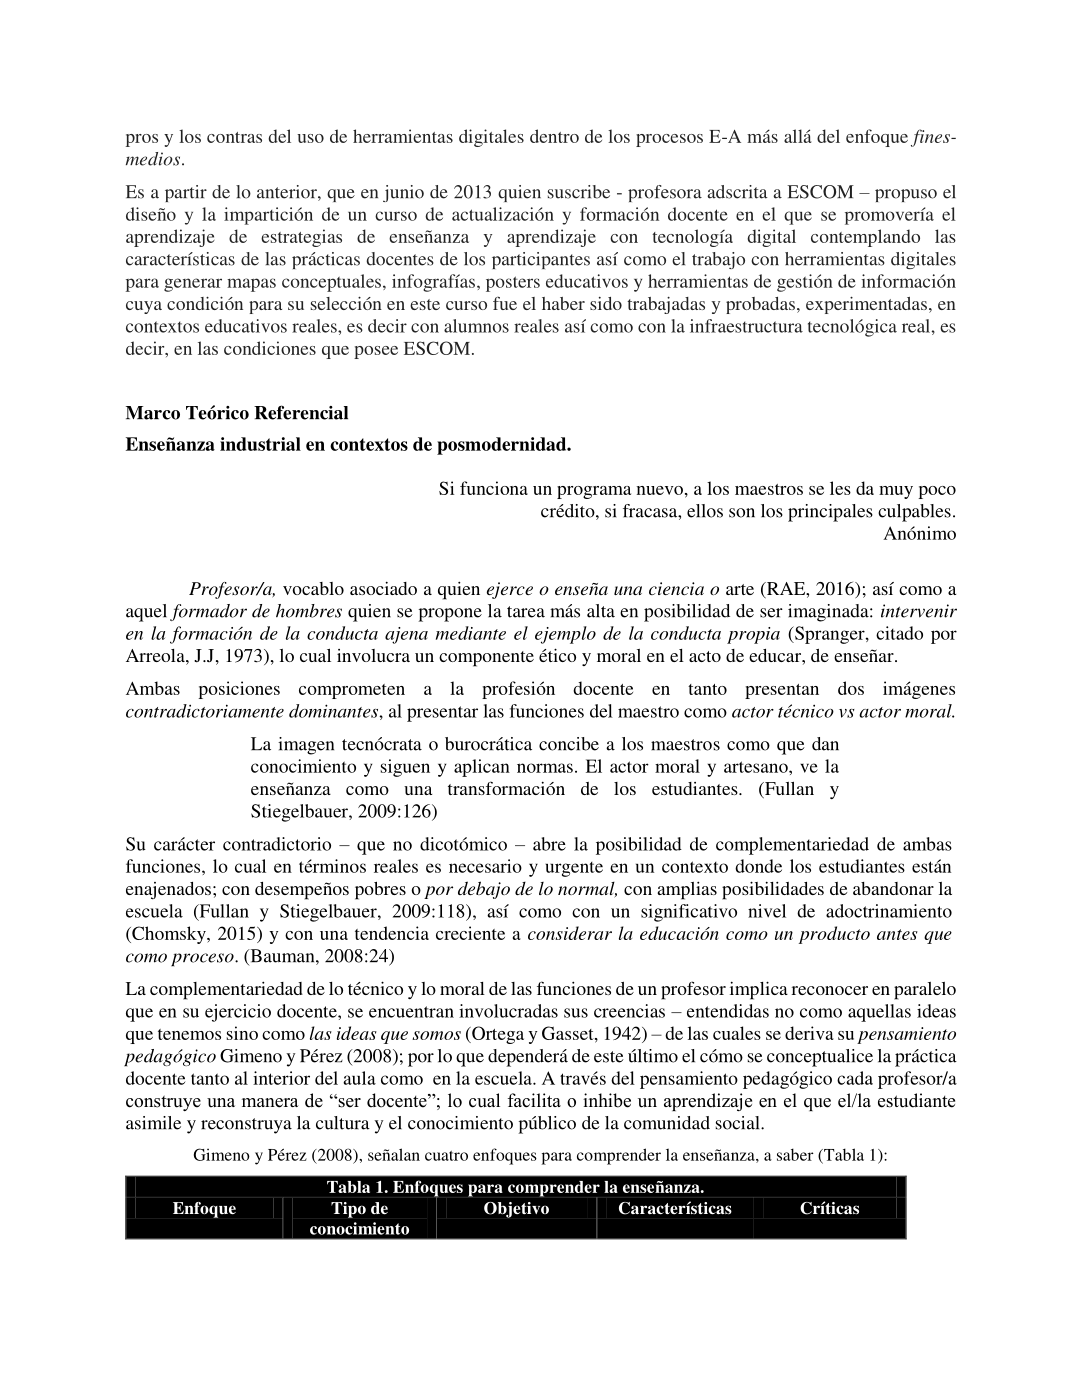 pros y los contras del uso de herramientas digitales dentro de los procesos E-A más allá del enfoque fines-
medios.
Es a partir de lo anterior, que en junio de 2013 quien suscribe - profesora adscrita a ESCOM – propuso el
diseño y la impartición de un curso de actualización y formación docente en el que se promovería el
aprendizaje de estrategias de enseñanza y aprendizaje con tecnología digital contemplando las
características de las prácticas docentes de los participantes así como el trabajo con herramientas digitales
para generar mapas conceptuales, infografías, posters educativos y herramientas de gestión de información
cuya condición para su selección en este curso fue el haber sido trabajadas y probadas, experimentadas, en
contextos educativos reales, es decir con alumnos reales así como con la infraestructura tecnológica real, es
decir, en las condiciones que posee ESCOM.
Marco Teórico Referencial
Enseñanza industrial en contextos de posmodernidad.
Si funciona un programa nuevo, a los maestros se les da muy poco
crédito, si fracasa, ellos son los principales culpables.
Anónimo
Profesor/a, vocablo asociado a quien ejerce o enseña una ciencia o arte (RAE, 2016); así como a
aquel formador de hombres quien se propone la tarea más alta en posibilidad de ser imaginada: intervenir
en la formación de la conducta ajena mediante el ejemplo de la conducta propia (Spranger, citado por
Arreola, J.J, 1973), lo cual involucra un componente ético y moral en el acto de educar, de enseñar.
Ambas posiciones comprometen a la profesión docente en tanto presentan dos imágenes
contradictoriamente dominantes, al presentar las funciones del maestro como actor técnico vs actor moral.
La imagen tecnócrata o burocrática concibe a los maestros como que dan
conocimiento y siguen y aplican normas. El actor moral y artesano, ve la
enseñanza como una transformación de los estudiantes. (Fullan y
Stiegelbauer, 2009:126)
Su carácter contradictorio – que no dicotómico – abre la posibilidad de complementariedad de ambas
funciones, lo cual en términos reales es necesario y urgente en un contexto donde los estudiantes están
enajenados; con desempeños pobres o por debajo de lo normal, con amplias posibilidades de abandonar la
escuela (Fullan y Stiegelbauer, 2009:118), así como con un significativo nivel de adoctrinamiento
(Chomsky, 2015) y con una tendencia creciente a considerar la educación como un producto antes que
como proceso. (Bauman, 2008:24)
La complementariedad de lo técnico y lo moral de las funciones de un profesor implica reconocer en paralelo
que en su ejercicio docente, se encuentran involucradas sus creencias – entendidas no como aquellas ideas
que tenemos sino como las ideas que somos (Ortega y Gasset, 1942) – de las cuales se deriva su pensamiento
pedagógico Gimeno y Pérez (2008); por lo que dependerá de este último el cómo se conceptualice la práctica
docente tanto al interior del aula como en la escuela. A través del pensamiento pedagógico cada profesor/a
construye una manera de “ser docente”; lo cual facilita o inhibe un aprendizaje en el que el/la estudiante
asimile y reconstruya la cultura y el conocimiento público de la comunidad social.
Gimeno y Pérez (2008), señalan cuatro enfoques para comprender la enseñanza, a saber (Tabla 1):
Tabla 1. Enfoques para comprender la enseñanza.
Enfoque Tipo de Objetivo Características Críticas
conocimiento